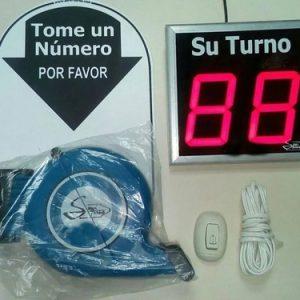 Tome un
Número
POR FAVOR
Su Turno
88